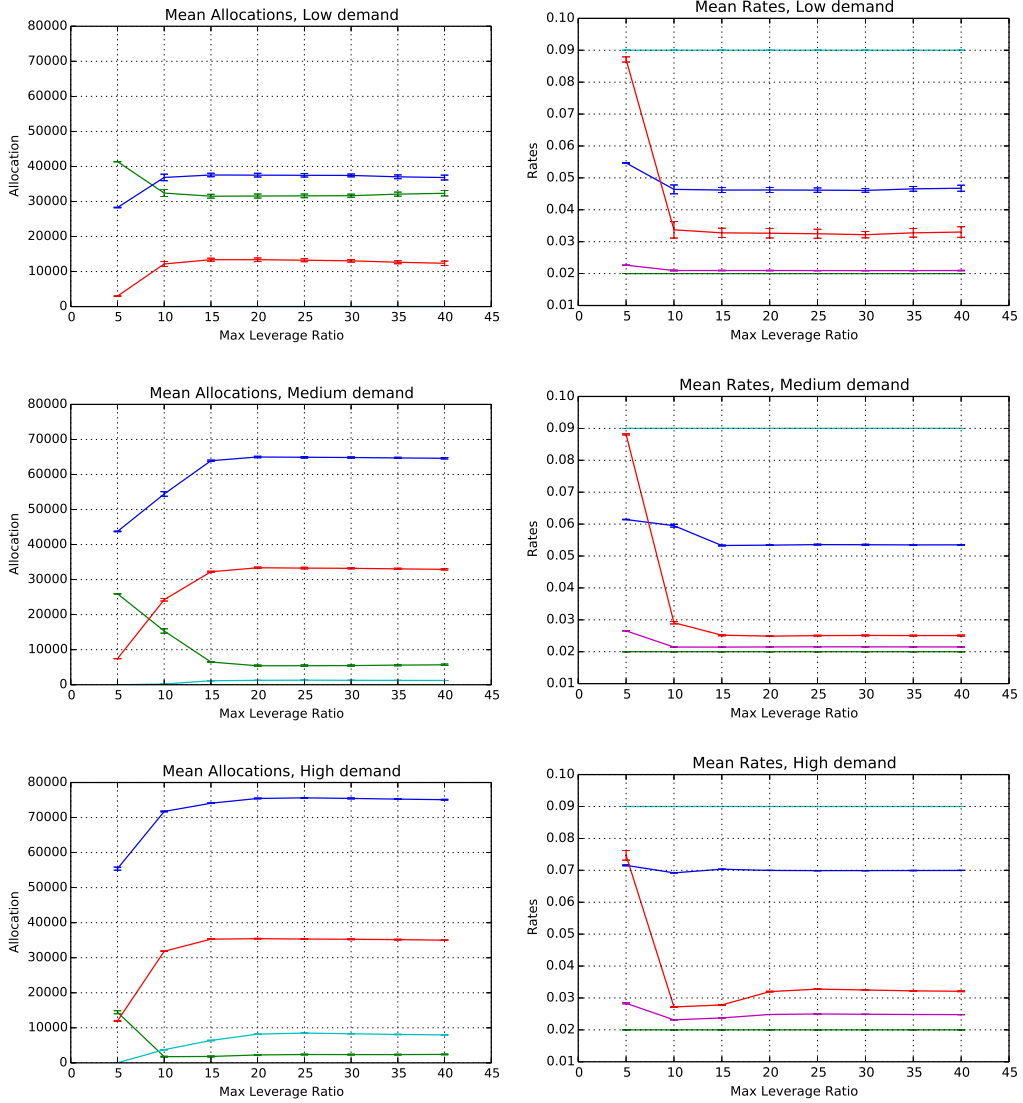 Mean Allocations, Low demand
80000
70000
60000
50000
40000
30000
20000
10000
0
Allocation
0 5 10 15 20 25 30 35 40 45
Max Leverage Ratio
Mean Rates, Low demand
0.10
0.09
0.08
0.07
0.06
0.05
0.04
0.03
0.02
0.01
Rates
0 5 10 15 20 25 30 35 40 45
Max Leverage Ratio
Mean Allocations, Medium demand
80000
70000
60000
50000
40000
30000
20000
10000
0
Allocation
0 5 10 15 20 25 30 35 40 45
Max Leverage Ratio
Mean Rates, Medium demand
0.10
0.09
0.08
0.07
0.06
0.05
0.04
0.03
0.02
0.01
Rates
0 5 10 15 20 25 30 35 40 45
Max Leverage Ratio
Mean Allocations, High demand
80000
70000
60000
50000
40000
30000
20000
10000
0
Allocation
0 5 10 15 20 25 30 35 40 45
Max Leverage Ratio
Mean Rates, High demand
0.10
0.09
0.08
0.07
0.06
0.05
0.04
0.03
0.02
0.01
Rates
0 5 10 15 20 25 30 35 40 45
Max Leverage Ratio